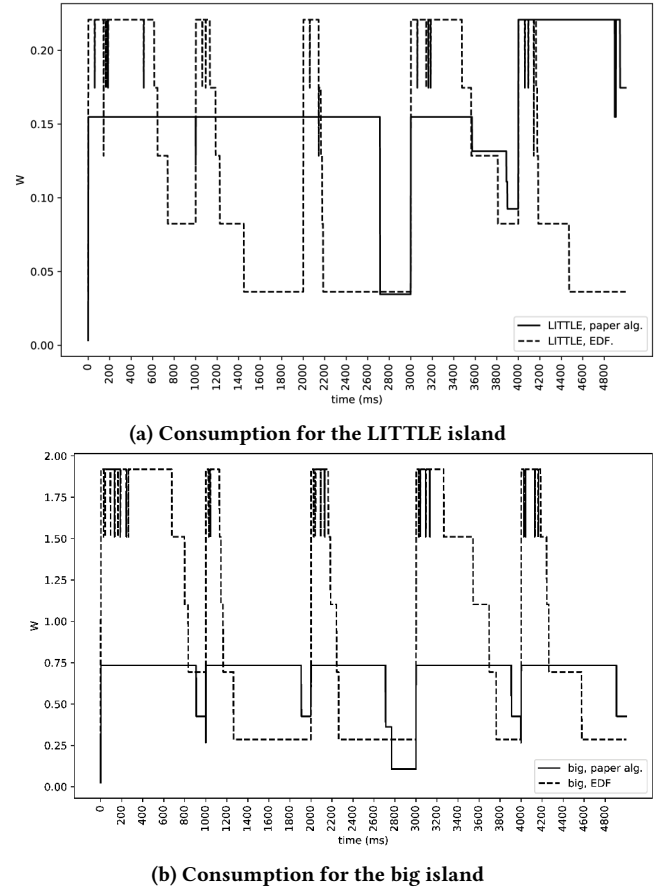 0.20
0.15
0.10
0.05
0.00
W
0 200 400 600 800 1000 1200 1400 1600 1800 2000 2200 2400 2600 2800 3000 3200 3400 3600 3800 4000 4200 4400 4600 4800
time (ms)
LITTLE, paper alg.
LITTLE, EDF.
(a) Consumption for the LITTLE island
2.00
1.75
1.50
1.25
1.00
0.75
0.50
0.25
0.00
W
0 200 400 600 800 1000 1200 1400 1600 1800 2000 2200 2400 2600 2800 3000 3200 3400 3600 3800 4000 4200 4400 4600 4800
time (ms)
big, paper alg.
big, EDF
(b) Consumption for the big island